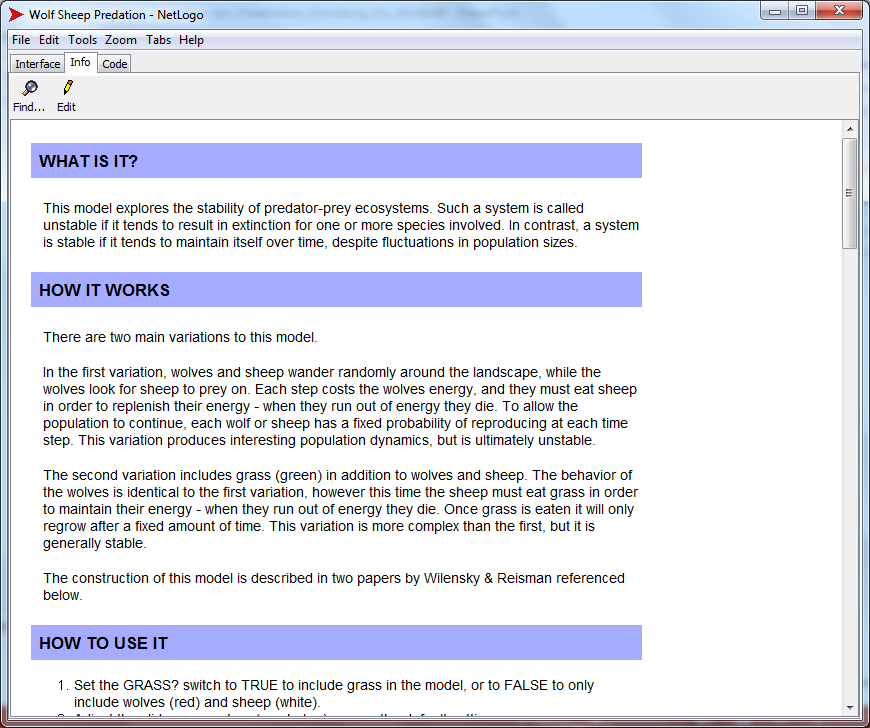 Wolf Sheep Predation - NetLogo
File Edit Tools Zoom Tabs Help
Interface Info Code
Find... Edit
WHAT IS IT?
This model explores the stability of predator-prey ecosystems. Such a system is called
unstable if it tends to result in extinction for one or more species involved. In contrast, a system
is stable if it tends to maintain itself over time, despite fluctuations in population sizes.
HOW IT WORKS
There are two main variations to this model.
In the first variation, wolves and sheep wander randomly around the landscape, while the
wolves look for sheep to prey on. Each step costs the wolves energy, and they must eat sheep
in order to replenish their energy - when they run out of energy they die. To allow the
population to continue, each wolf or sheep has a fixed probability of reproducing at each time
step. This variation produces interesting population dynamics, but is ultimately unstable.
The second variation includes grass (green) in addition to wolves and sheep. The behavior of
the wolves is identical to the first variation, however this time the sheep must eat grass in order
to maintain their energy - when they run out of energy they die. Once grass is eaten it will only
regrow after a fixed amount of time. This variation is more complex than the first, but it is
generally stable.
The construction of this model is described in two papers by Wilensky & Reisman referenced
below.
HOW TO USE IT
1. Set the GRASS? switch to TRUE to include grass in the model, or to FALSE to only
include wolves (red) and sheep (white).